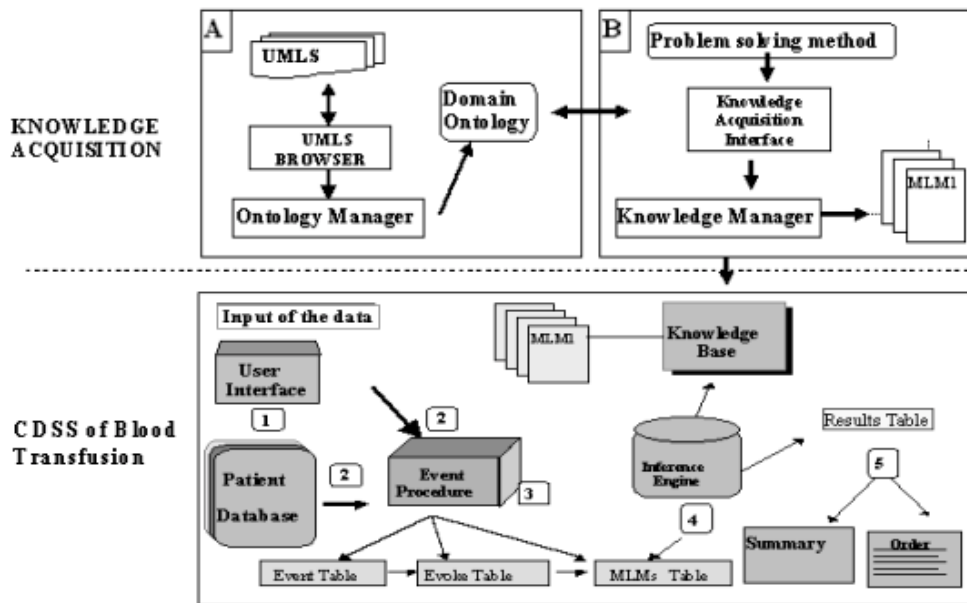 A
UMLS
UMLS
BROWSER
Ontology Manager
Domain
Ontology
B
Problem solving method
Knowledge
Acquisition
Interface
Knowledge Manager
MLM1
KNOWLEDGE
ACQUISITION
Input of the data
User
Interface
1
Patient
Database
2
2
Event
Procedure
3
Event Table
Evoke Table
MLMs Table
MLM1
Knowledge
Base
Inference
Engine
4
Results Table
5
Summary
Order
CDSS of Blood
Transfusion